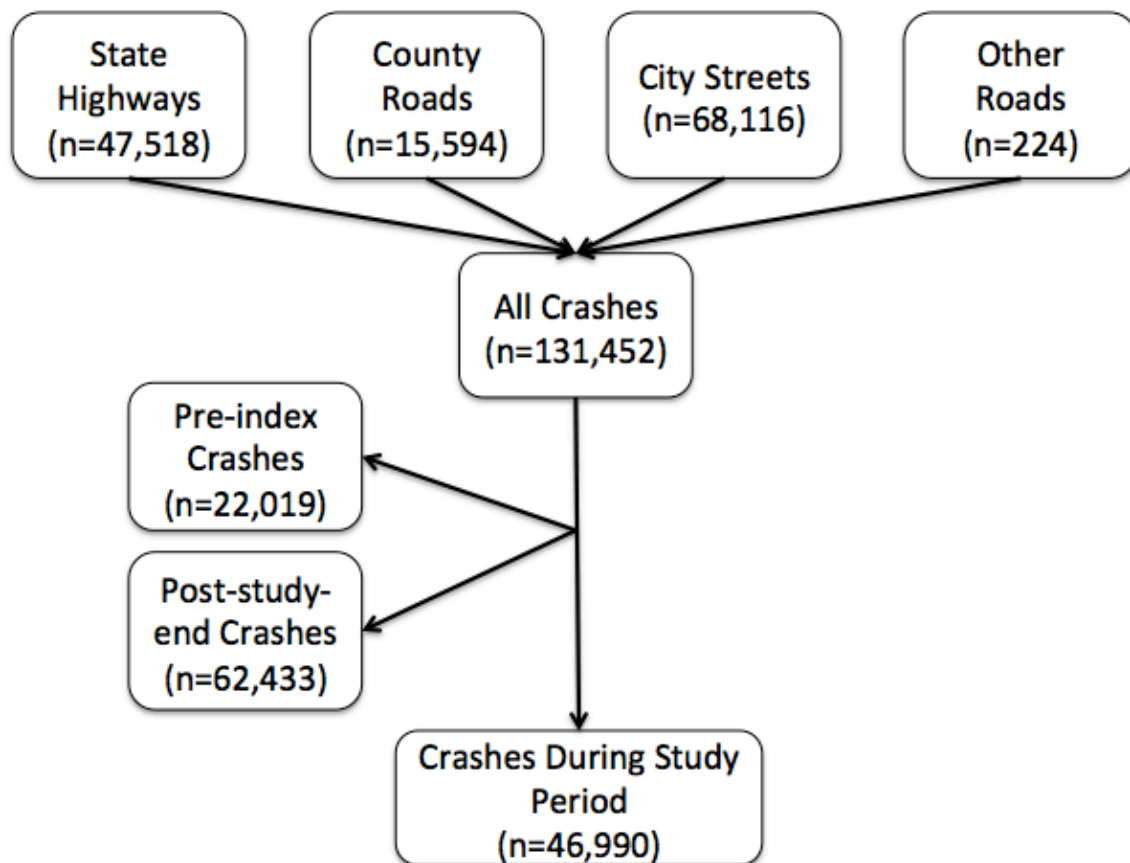 State
Highways
(n=47,518)
County
Roads
(n=15,594)
City Streets
(n=68,116)
Other
Roads
(n=224)
All Crashes
(n=131,452)
Pre-index
Crashes
(n=22,019)
Post-study-
end Crashes
(n=62,433)
Crashes During Study
Period
(n=46,990)